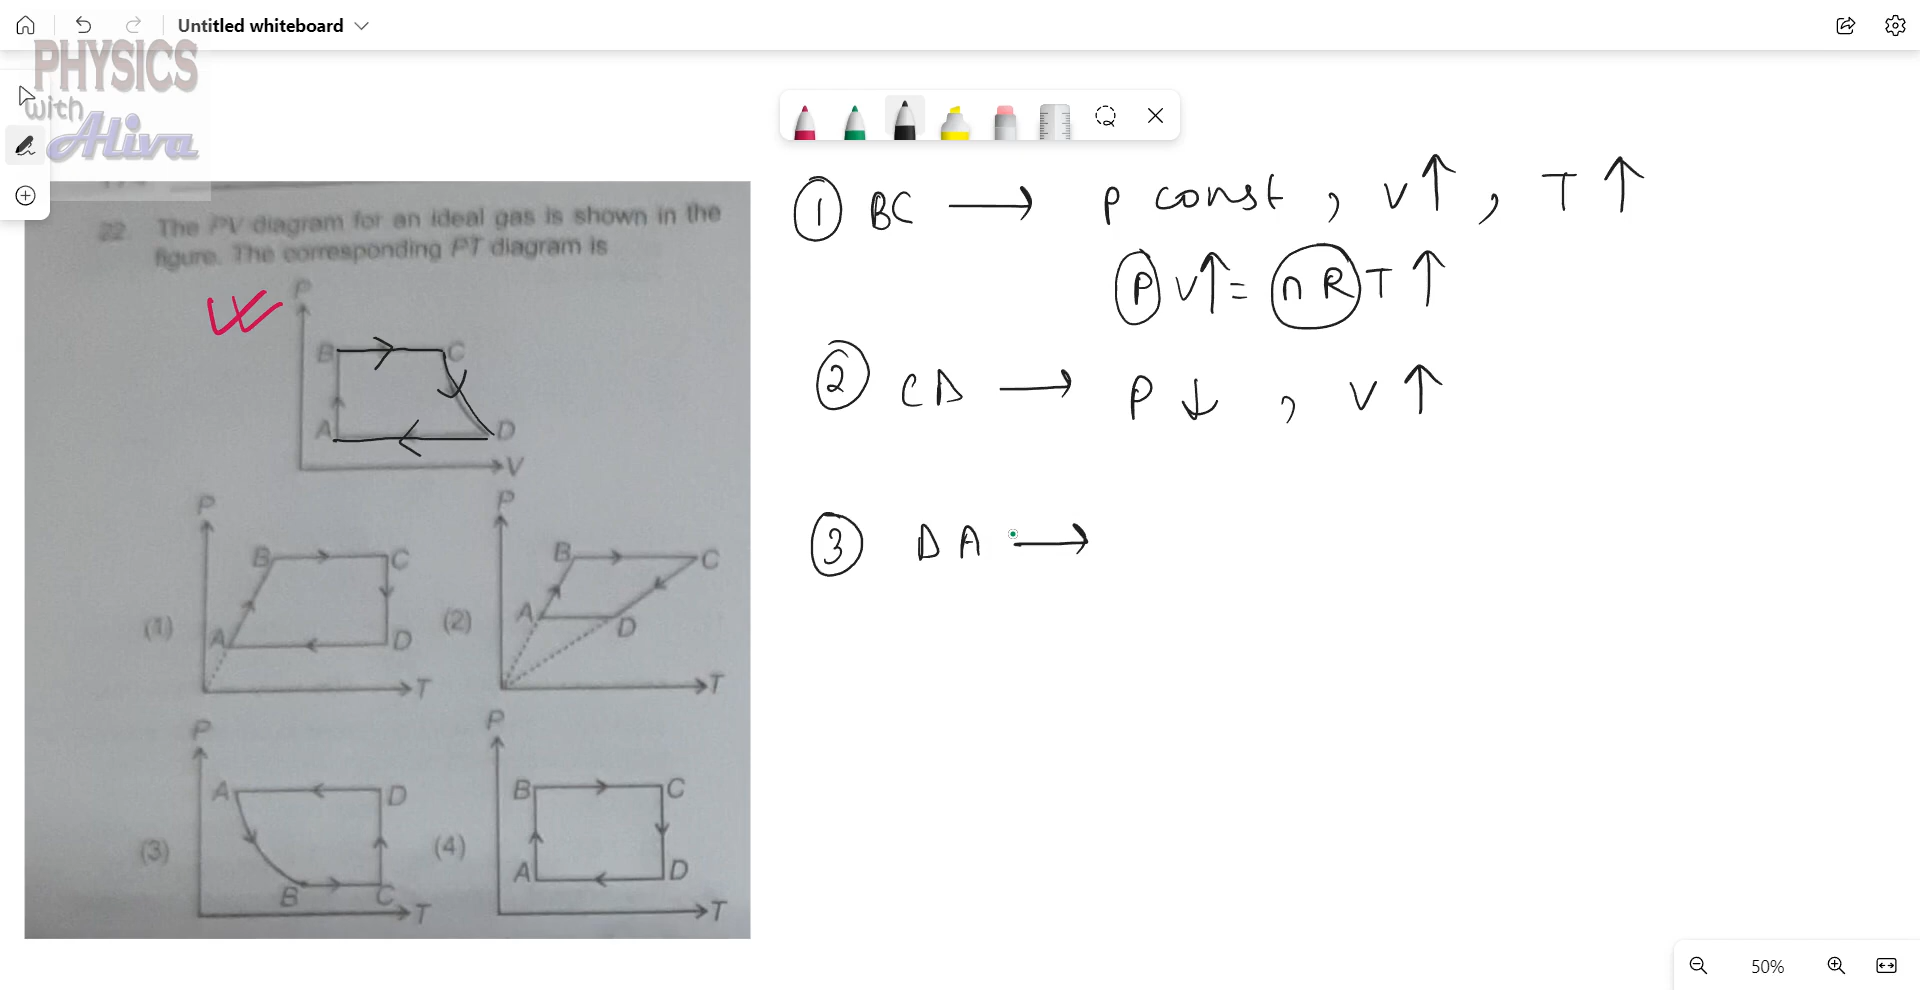 Untitled whiteboard
PHYSICS
with
Aliva
22. The PV diagram for an ideal gas is shown in the
figure. The corresponding PT diagram is
P
B C
A D
V
P
B C
(1) A D
T
P
B C
(2) A D
T
P
A D
(3)
B C
T
P
B C
(4)
A D
T
① BC ⟶ P const , V↑ , T↑
P V↑ = nR T↑
② CD ⟶ P↓ , V↑
③ DA ⟶
50%